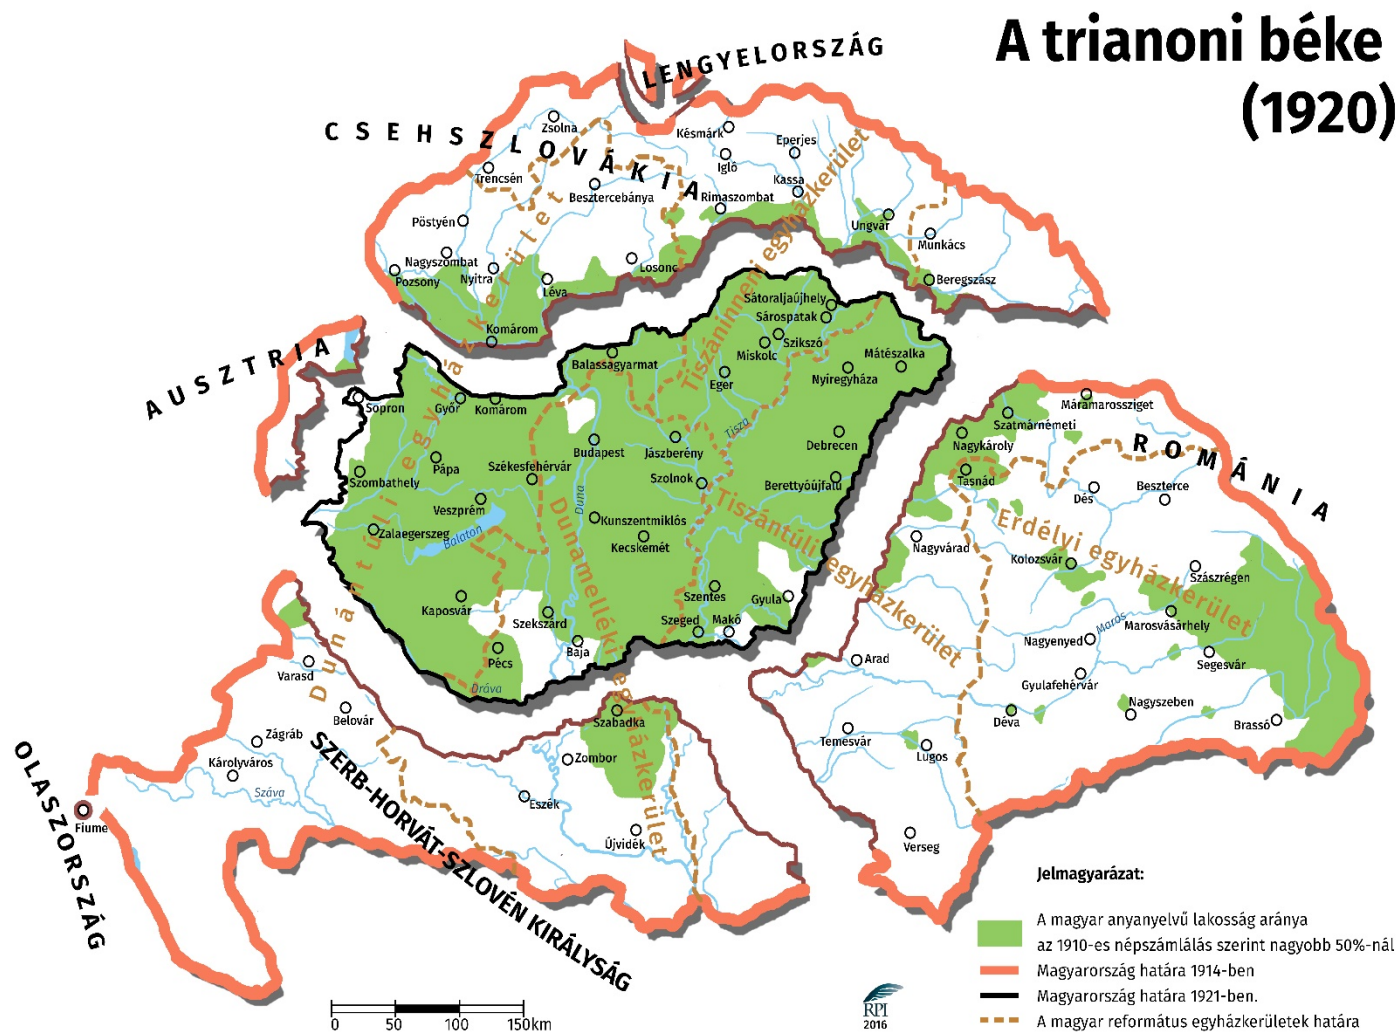 A trianoni béke
(1920)
LENGYELORSZÁG
CSEHSZLOVÁKIA
Zsolna
Késmárk
Eperjes
Igló
Trencsén
Kassa
Besztercebánya
Rimaszombat
Pöstyén
Ungvár
Munkács
Nagyszombat
Nyitra
Losonc
Pozsony
Léva
Beregszász
Komárom
Sátoraljaújhely
Sárospatak
Szikszó
Miskolc
Mátészalka
Balassagyarmat
Eger
Nyíregyháza
AUSZTRIA
Sopron
Győr
Komárom
Tisza
Budapest
Jászberény
Debrecen
Pápa
Székesfehérvár
Szombathely
Szolnok
Berettyóújfalu
Veszprém
Duna
Kunszentmiklós
Zalaegerszeg
Balaton
Kecskemét
Kaposvár
Szekszárd
Szentes
Gyula
Szeged
Makó
Baja
Pécs
Dráva
Dunántúli egyházkerület
Dunamelléki egyházkerület
Tiszáninneni egyházkerület
Tiszántúli egyházkerület
Erdélyi egyházkerület
ROMÁNIA
Máramarossziget
Szatmárnémeti
Nagykároly
Tasnád
Dés
Beszterce
Nagyvárad
Kolozsvár
Szászrégen
Maros
Marosvásárhely
Nagyenyed
Segesvár
Arad
Gyulafehérvár
Nagyszeben
Déva
Brassó
Temesvár
Lugos
Verseg
Varasd
Belovár
Zágráb
Károlyváros
Száva
Szabadka
Zombor
Eszék
Újvidék
SZERB-HORVÁT-SZLOVÉN KIRÁLYSÁG
OLASZORSZÁG
Fiume
Jelmagyarázat:
A magyar anyanyelvű lakosság aránya
az 1910-es népszámlálás szerint nagyobb 50%-nál
Magyarország határa 1914-ben
Magyarország határa 1921-ben.
A magyar református egyházkerületek határa
RPI
2016
0 50 100 150km